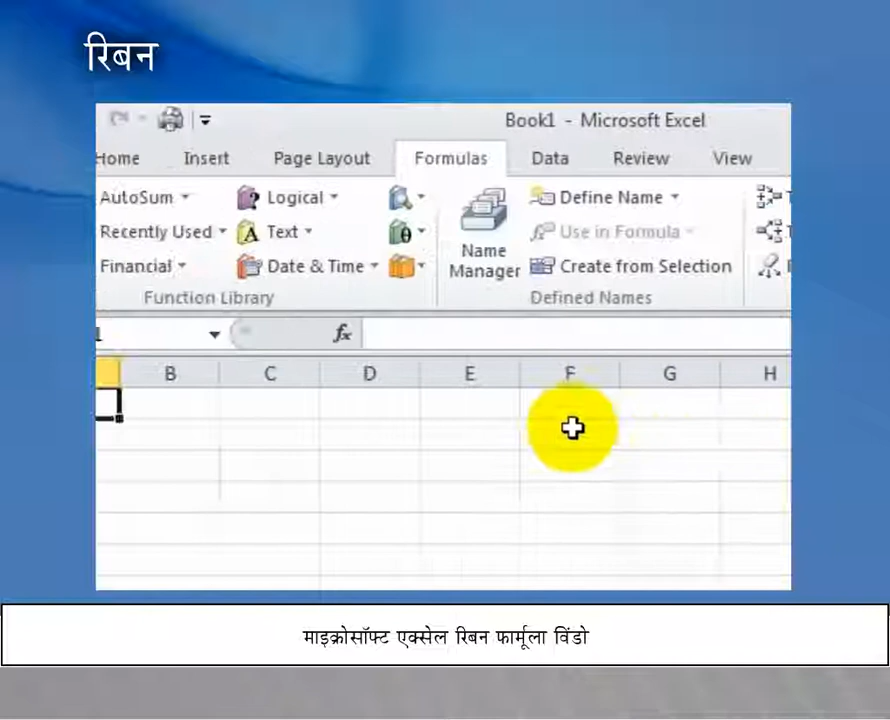 रिबन
Book1 - Microsoft Excel
Home Insert Page Layout Formulas Data Review View
AutoSum Logical Define Name
Recently Used Text Name Use in Formula
Financial Date & Time Manager Create from Selection
Function Library Defined Names
1 fx
B C D E F G H
माइक्रोसॉफ्ट एक्सेल रिबन फार्मूला विंडो